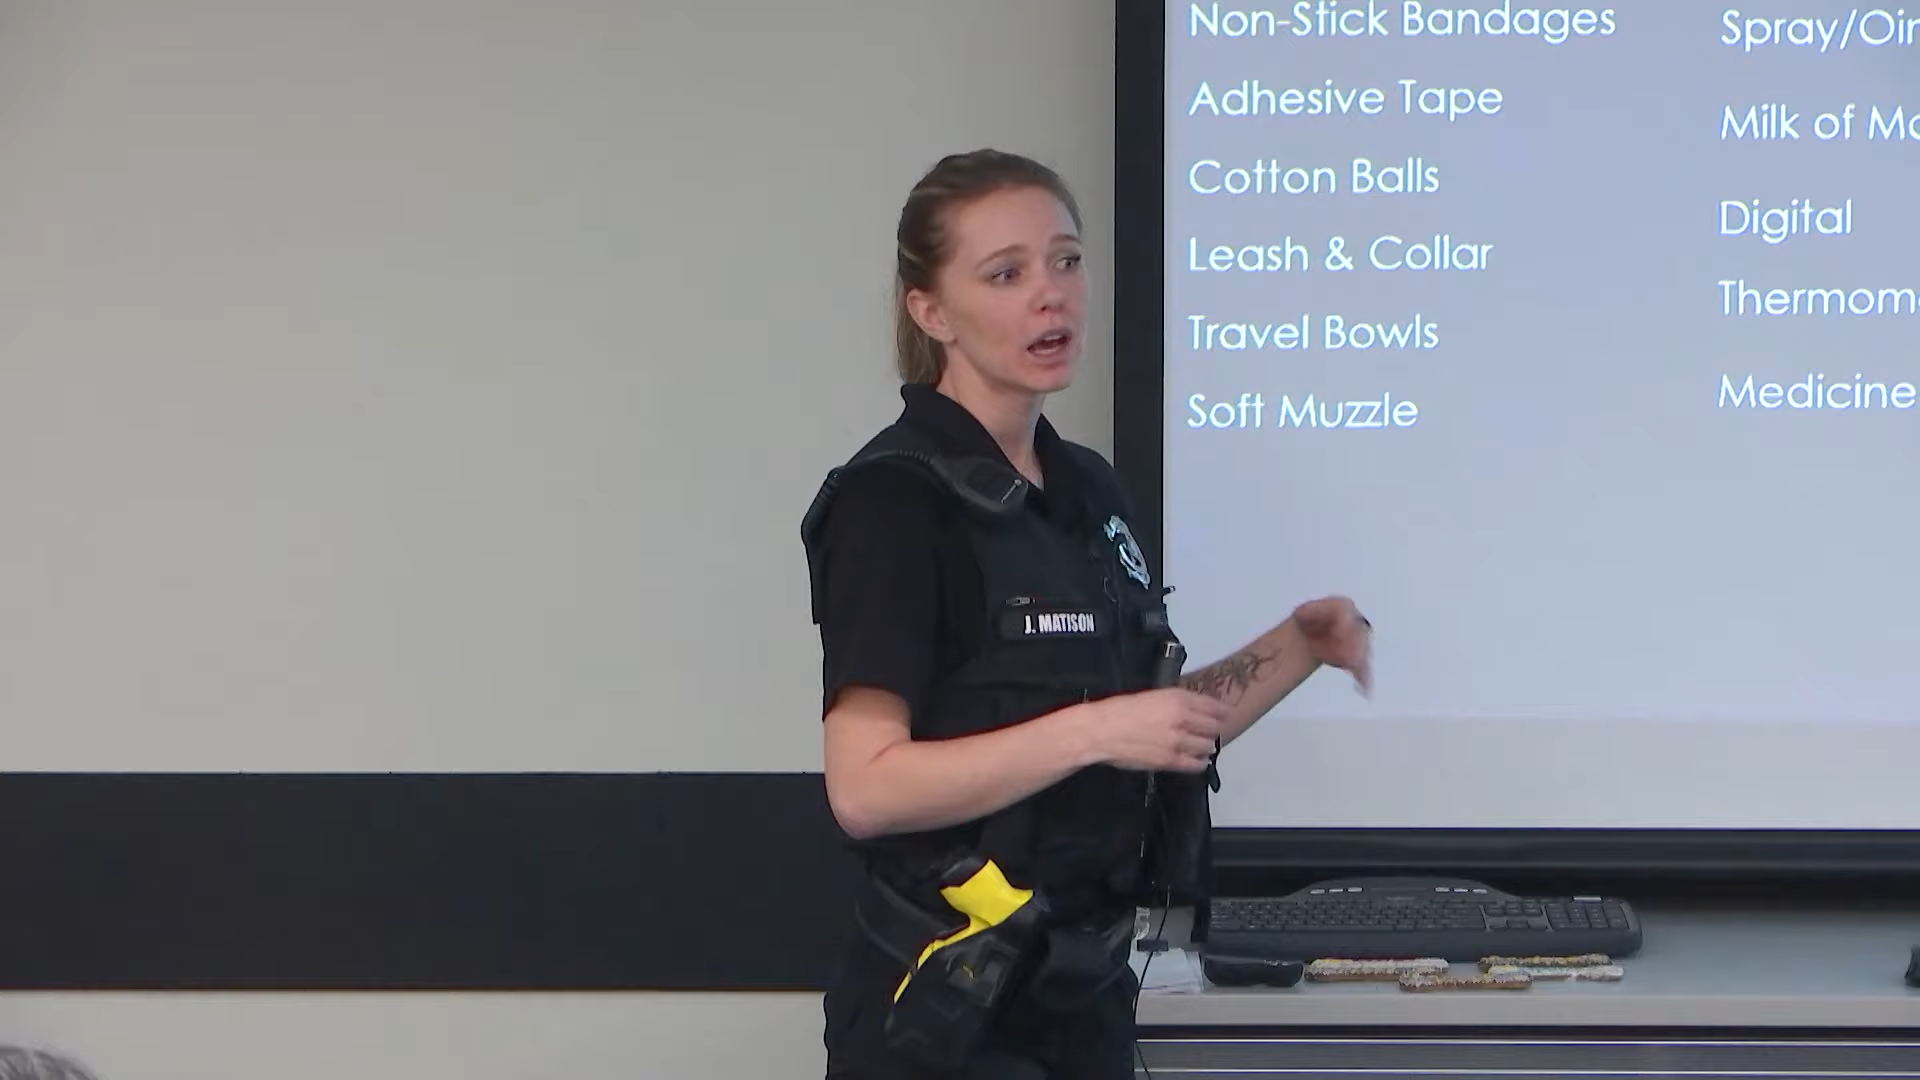 Non-Stick Bandages
Adhesive Tape
Cotton Balls
Leash & Collar
Travel Bowls
Soft Muzzle
Spray/Oin
Milk of Ma
Digital
Thermome
Medicine
J. MATISON